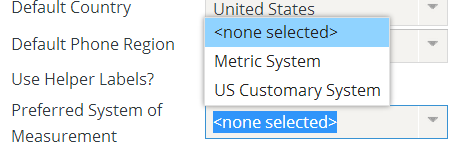 Default Country United States
<none selected>
Default Phone Region
Metric System
Use Helper Labels?
US Customary System
Preferred System of Measurement
<none selected>